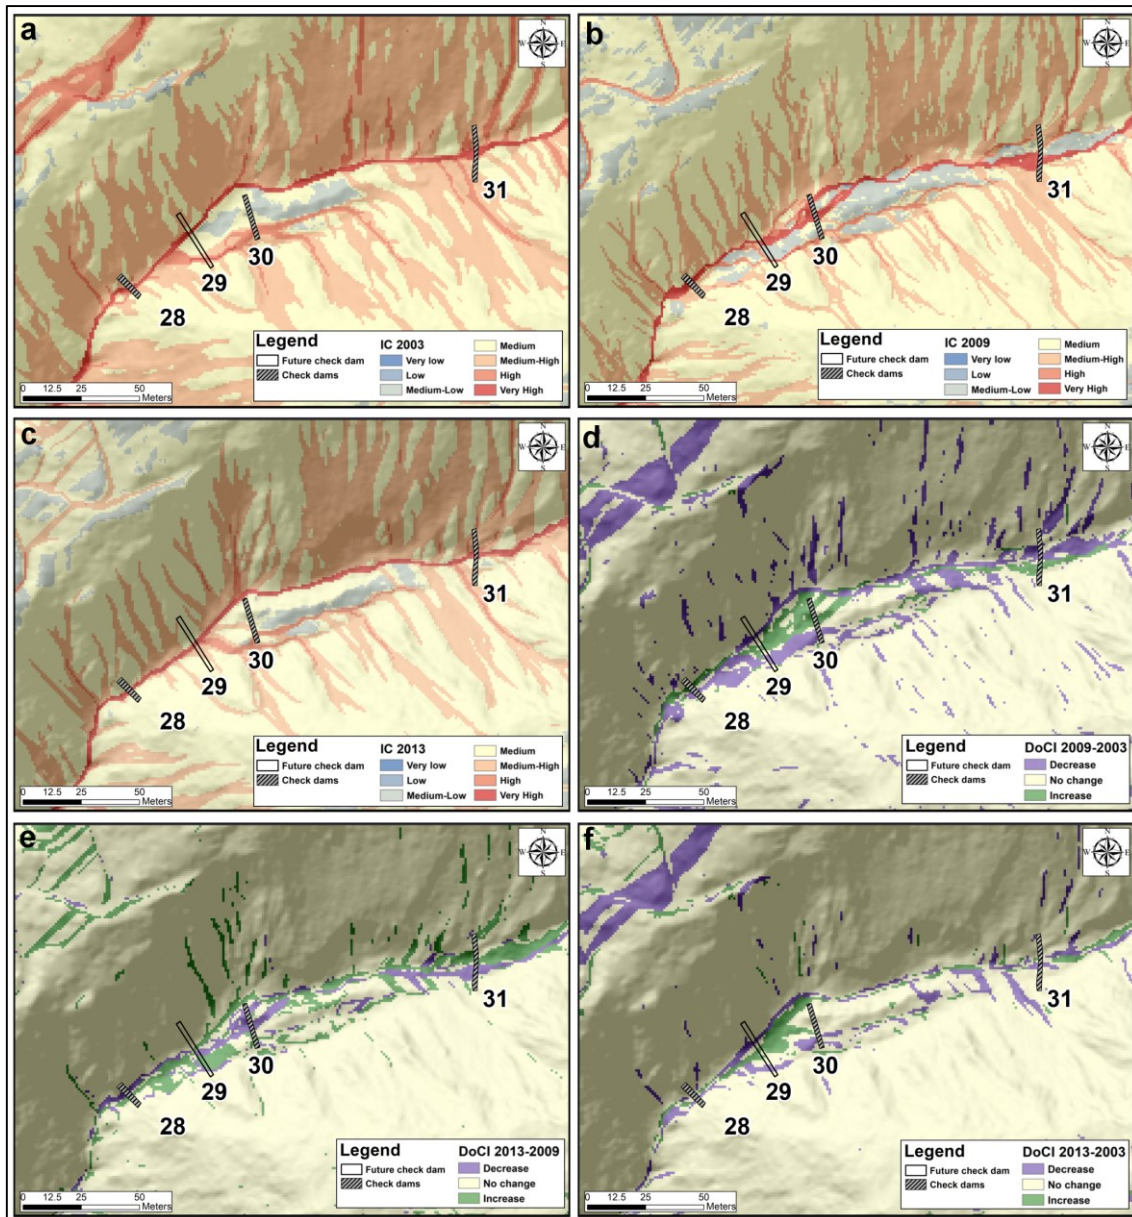 a
N
W E
S
31
30
29
28
Legend
IC 2003
Future check dam
Check dams
Very low
Low
Medium-Low
Medium
Medium-High
High
Very High
0 12.5 25 50
Meters
b
N
W E
S
31
30
29
28
Legend
IC 2009
Future check dam
Check dams
Very low
Low
Medium-Low
Medium
Medium-High
High
Very High
0 12.5 25 50
Meters
c
N
W E
S
31
30
29
28
Legend
IC 2013
Future check dam
Check dams
Very low
Low
Medium-Low
Medium
Medium-High
High
Very High
0 12.5 25 50
Meters
d
N
W E
S
31
30
29
28
Legend
DoCI 2009-2003
Future check dam
Check dams
Decrease
No change
Increase
0 12.5 25 50
Meters
e
N
W E
S
31
30
29
28
Legend
DoCI 2013-2009
Future check dam
Check dams
Decrease
No change
Increase
0 12.5 25 50
Meters
f
N
W E
S
31
30
29
28
Legend
DoCI 2013-2003
Future check dam
Check dams
Decrease
No change
Increase
0 12.5 25 50
Meters